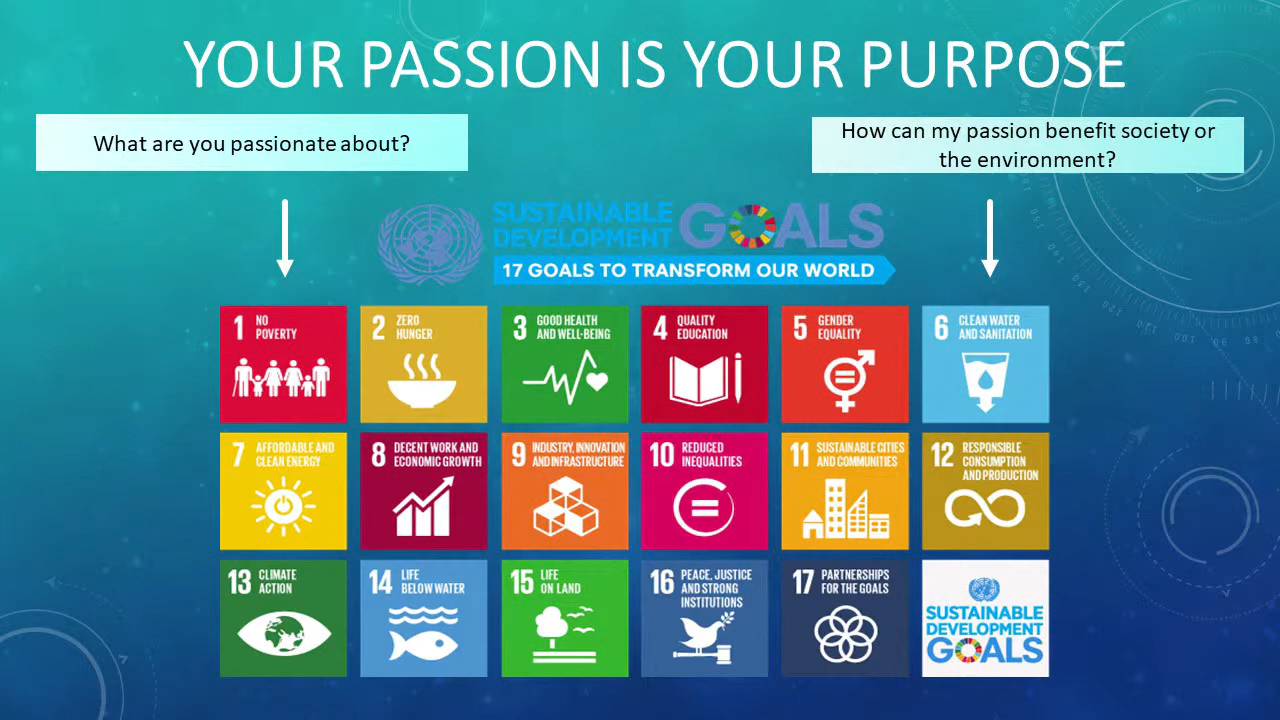 YOUR PASSION IS YOUR PURPOSE
What are you passionate about?
How can my passion benefit society or
the environment?
SUSTAINABLE
DEVELOPMENT
GOALS
17 GOALS TO TRANSFORM OUR WORLD
1 NO
POVERTY
2 ZERO
HUNGER
3 GOOD HEALTH
AND WELL-BEING
4 QUALITY
EDUCATION
5 GENDER
EQUALITY
6 CLEAN WATER
AND SANITATION
7 AFFORDABLE AND
CLEAN ENERGY
8 DECENT WORK AND
ECONOMIC GROWTH
9 INDUSTRY, INNOVATION
AND INFRASTRUCTURE
10 REDUCED
INEQUALITIES
11 SUSTAINABLE CITIES
AND COMMUNITIES
12 RESPONSIBLE
CONSUMPTION
AND PRODUCTION
13 CLIMATE
ACTION
14 LIFE
BELOW WATER
15 LIFE
ON LAND
16 PEACE, JUSTICE
AND STRONG
INSTITUTIONS
17 PARTNERSHIPS
FOR THE GOALS
SUSTAINABLE
DEVELOPMENT
GOALS